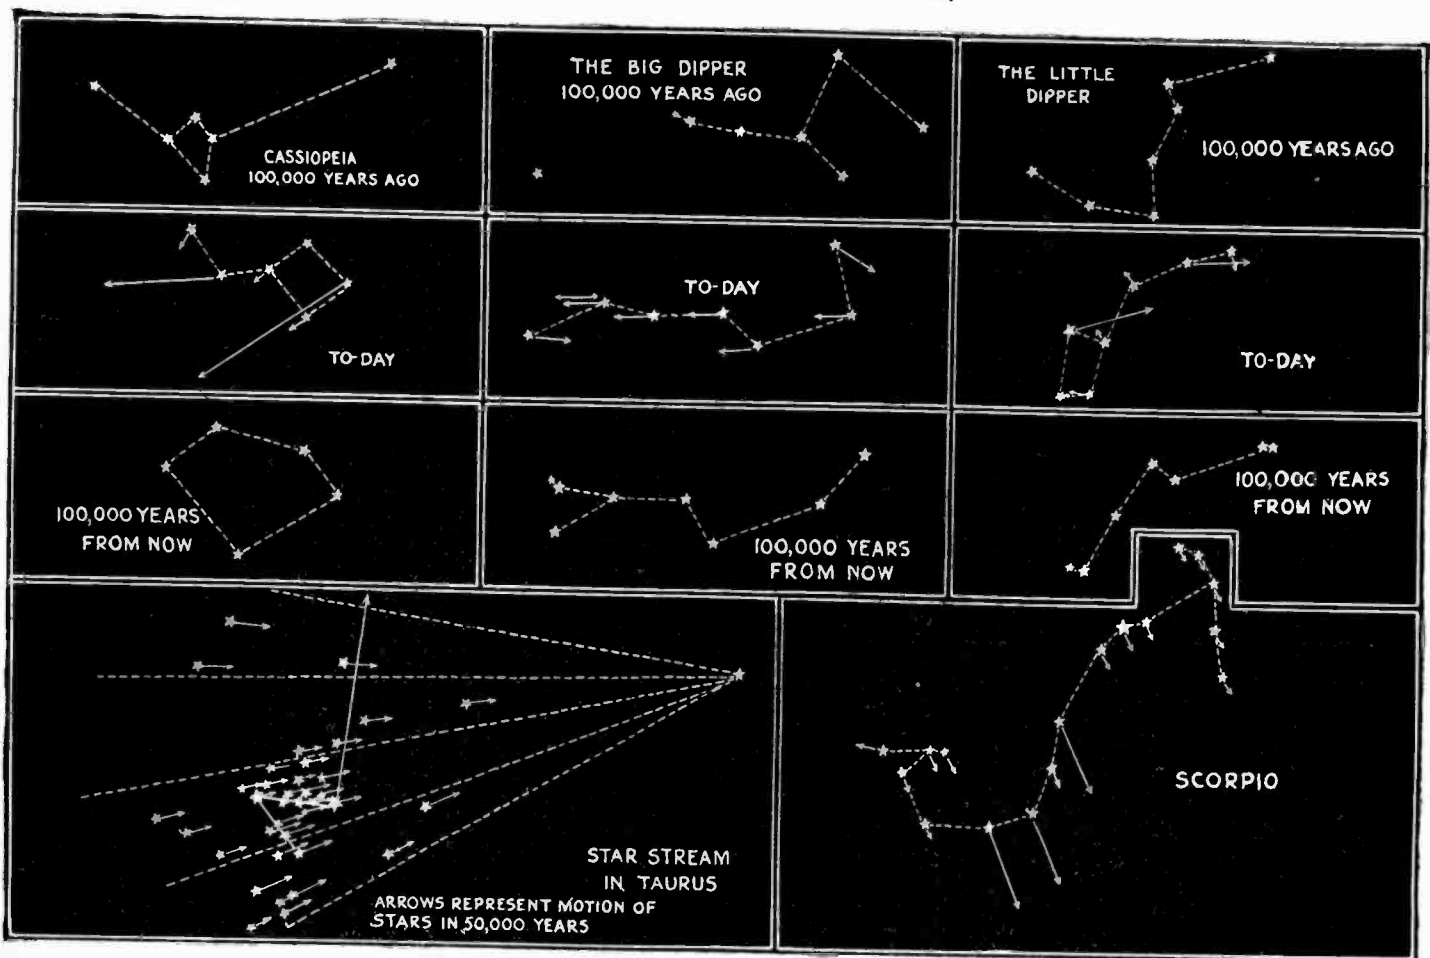 CASSIOPEIA
100,000 YEARS AGO
THE BIG DIPPER
100,000 YEARS AGO
THE LITTLE
DIPPER
100,000 YEARS AGO
TO-DAY
TO-DAY
TO-DAY
100,000 YEARS
FROM NOW
100,000 YEARS
FROM NOW
100,000 YEARS
FROM NOW
STAR STREAM
IN TAURUS
ARROWS REPRESENT MOTION OF
STARS IN 50,000 YEARS
SCORPIO